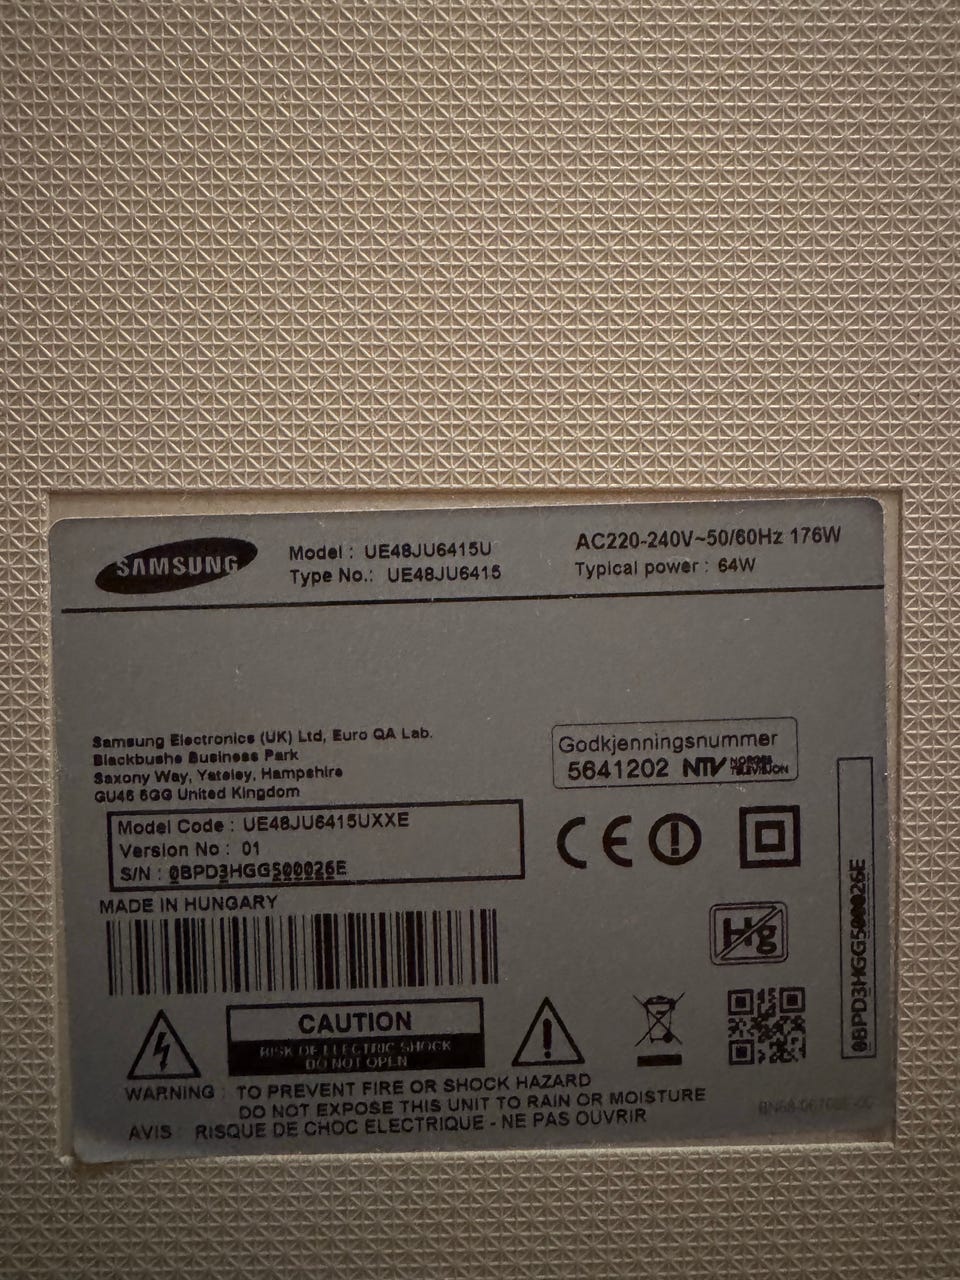 SAMSUNG
Model : UE48JU6415U
Type No.: UE48JU6415
AC220-240V~50/60Hz 176W
Typical power : 64W
Samsung Electronics (UK) Ltd, Euro QA Lab.
Blackbushe Business Park
Saxony Way, Yateley, Hampshire
GU46 6GG United Kingdom
Godkjenningsnummer
5641202 NTV NORGES TELEVISJON
Model Code : UE48JU6415UXXE
Version No : 01
S/N : 0BPD3HGG500026E
MADE IN HUNGARY
CE
Hg
0BPD3HGG500026E
CAUTION
RISK OF ELECTRIC SHOCK
DO NOT OPEN
WARNING : TO PREVENT FIRE OR SHOCK HAZARD
DO NOT EXPOSE THIS UNIT TO RAIN OR MOISTURE
AVIS : RISQUE DE CHOC ELECTRIQUE - NE PAS OUVRIR